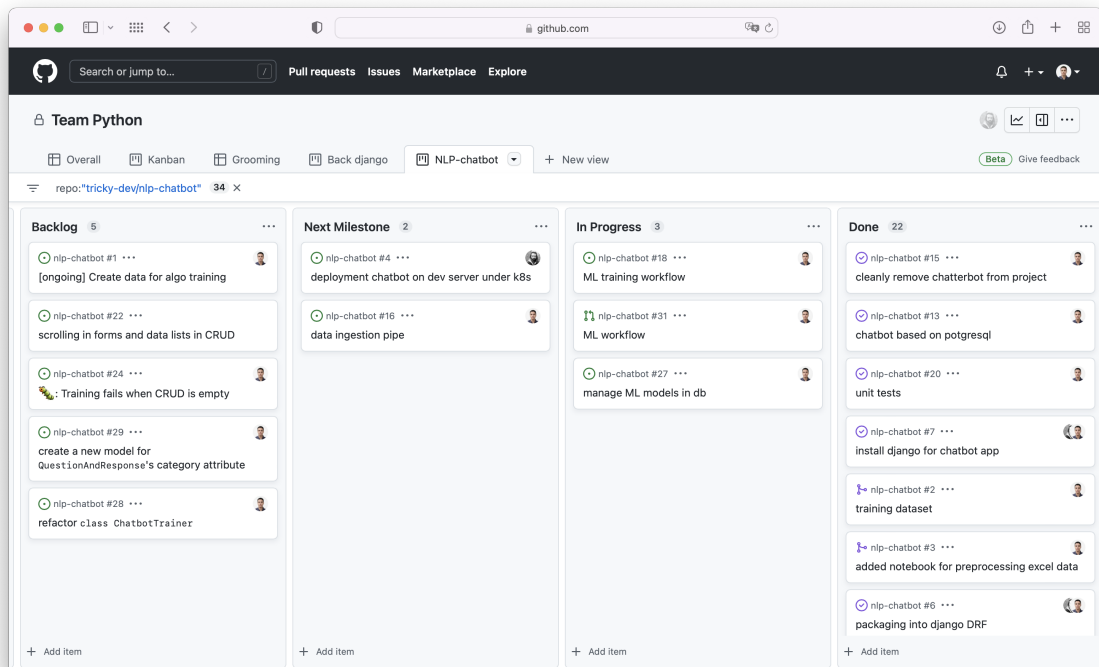 github.com
Search or jump to... /
Pull requests Issues Marketplace Explore
Team Python
Overall Kanban Grooming Back django NLP-chatbot New view
Beta Give feedback
repo:"tricky-dev/nlp-chatbot" 34
Backlog 5
nlp-chatbot #1
[ongoing] Create data for algo training
nlp-chatbot #22
scrolling in forms and data lists in CRUD
nlp-chatbot #24
🐛: Training fails when CRUD is empty
nlp-chatbot #29
create a new model for
QuestionAndResponse's category attribute
nlp-chatbot #28
refactor class ChatbotTrainer
Add item
Next Milestone 2
nlp-chatbot #4
deployment chatbot on dev server under k8s
nlp-chatbot #16
data ingestion pipe
Add item
In Progress 3
nlp-chatbot #18
ML training workflow
nlp-chatbot #31
ML workflow
nlp-chatbot #27
manage ML models in db
Add item
Done 22
nlp-chatbot #15
cleanly remove chatterbot from project
nlp-chatbot #13
chatbot based on potgresql
nlp-chatbot #20
unit tests
nlp-chatbot #7
install django for chatbot app
nlp-chatbot #2
training dataset
nlp-chatbot #3
added notebook for preprocessing excel data
nlp-chatbot #6
packaging into django DRF
Add item